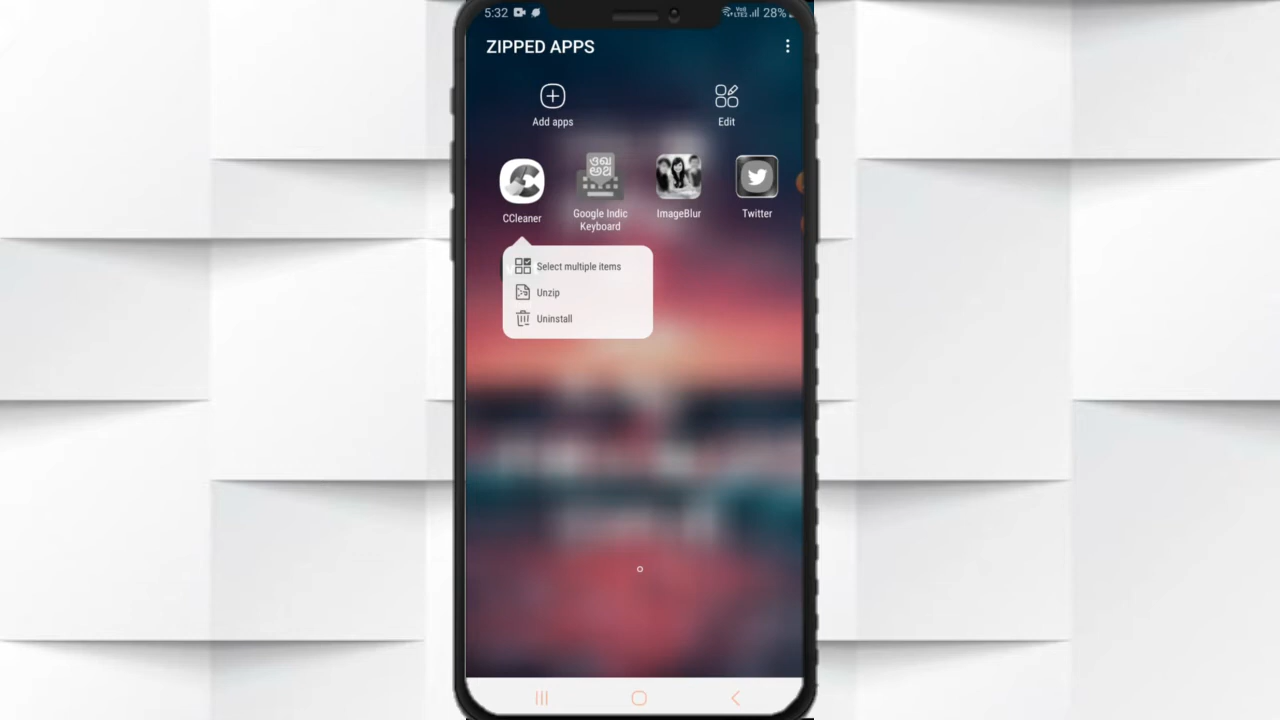 5:32
28%
ZIPPED APPS
Add apps
Edit
CCleaner
Google Indic
Keyboard
ImageBlur
Twitter
Select multiple items
Unzip
Uninstall